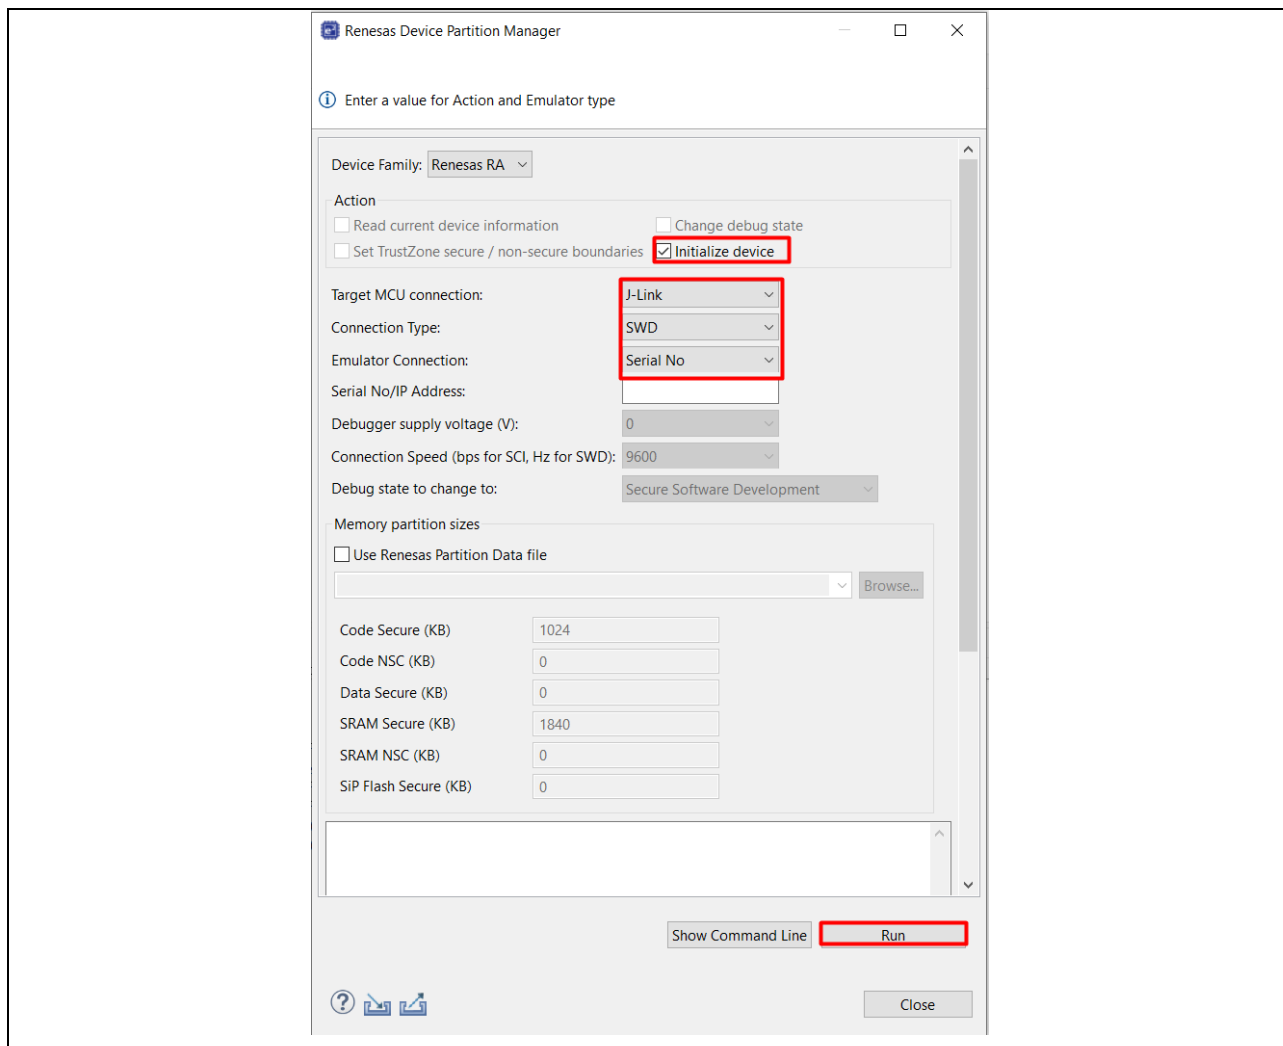 Renesas Device Partition Manager
Enter a value for Action and Emulator type
Device Family: Renesas RA
Action
Read current device information Change debug state
Set TrustZone secure / non-secure boundaries Initialize device
Target MCU connection: J-Link
Connection Type: SWD
Emulator Connection: Serial No
Serial No/IP Address:
Debugger supply voltage (V): 0
Connection Speed (bps for SCI, Hz for SWD): 9600
Debug state to change to: Secure Software Development
Memory partition sizes
Use Renesas Partition Data file
Browse...
Code Secure (KB) 1024
Code NSC (KB) 0
Data Secure (KB) 0
SRAM Secure (KB) 1840
SRAM NSC (KB) 0
SiP Flash Secure (KB) 0
Show Command Line Run
Close